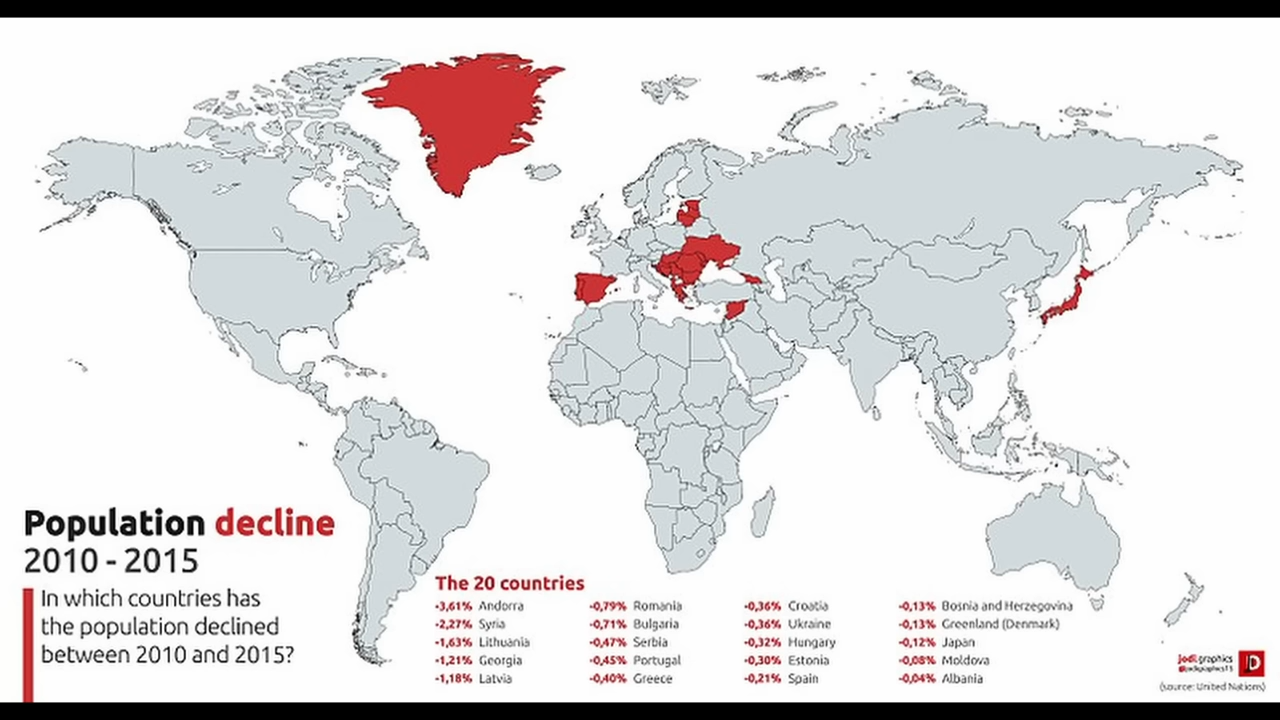 Population decline
2010 - 2015
In which countries has
the population declined
between 2010 and 2015?
The 20 countries
-3,61% Andorra
-2,27% Syria
-1,63% Lithuania
-1,21% Georgia
-1,18% Latvia
-0,79% Romania
-0,71% Bulgaria
-0,47% Serbia
-0,45% Portugal
-0,40% Greece
-0,36% Croatia
-0,36% Ukraine
-0,32% Hungary
-0,30% Estonia
-0,21% Spain
-0,13% Bosnia and Herzegovina
-0,13% Greenland (Denmark)
-0,12% Japan
-0,08% Moldova
-0,04% Albania
jodi graphics
@jodigraphics15
JD
(source: United Nations)